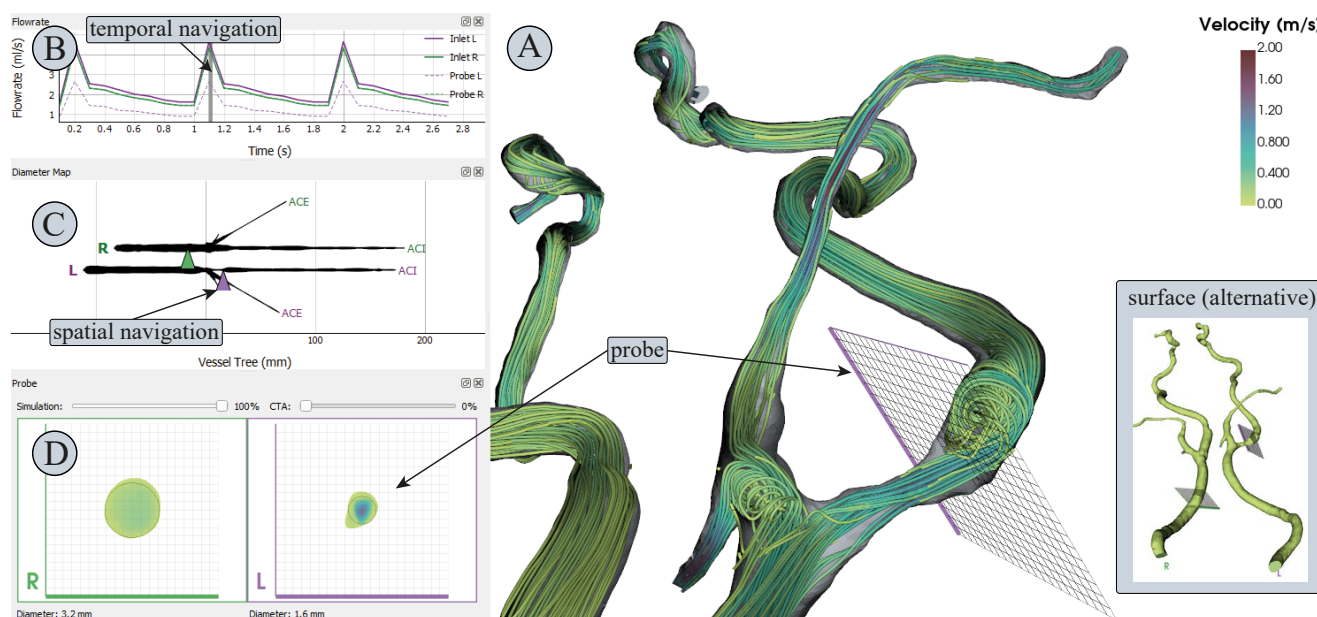 Flowrate
B
temporal navigation
Inlet L
Inlet R
Probe L
Probe R
Flowrate (ml/s)
3
2
1
0.2 0.4 0.6 0.8 1 1.2 1.4 1.6 1.8 2 2.2 2.4 2.6 2.8
Time (s)
Diameter Map
C
ACE
R
ACI
L
ACI
ACE
spatial navigation
100 200
Vessel Tree (mm)
Probe
Simulation: 100% CTA: 0%
D
R
L
Diameter: 3.2 mm
Diameter: 1.6 mm
A
probe
Velocity (m/s)
2.00
1.60
1.20
0.800
0.400
0.00
surface (alternative)
R
L